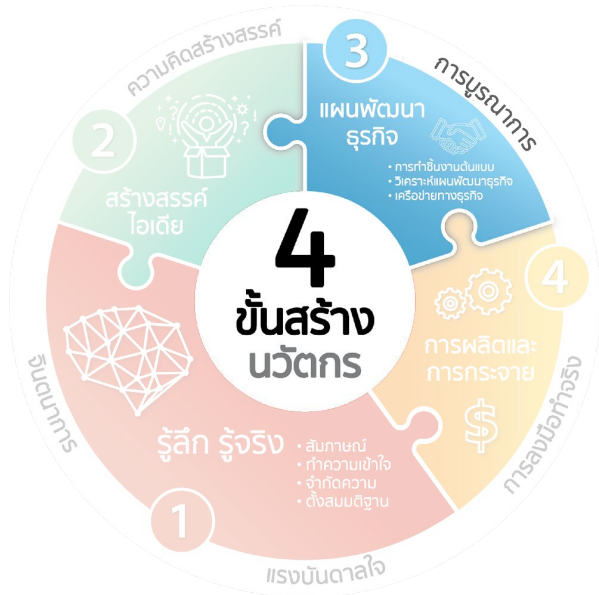 4
ขั้นสร้าง
นวัตกร
1
รู้ลึก รู้จริง
• สัมภาษณ์
• ทำความเข้าใจ
• จำกัดความ
• ตั้งสมมติฐาน
2
สร้างสรรค์
ไอเดีย
3
แผนพัฒนา
ธุรกิจ
• การทำชิ้นงานต้นแบบ
• วิเคราะห์แผนพัฒนาธุรกิจ
• เครือข่ายทางธุรกิจ
4
การผลิตและ
การกระจาย
$
แรงบันดาลใจ
จินตนาการ
ความคิดสร้างสรรค์
การบูรณาการ
การลงมือทำจริง